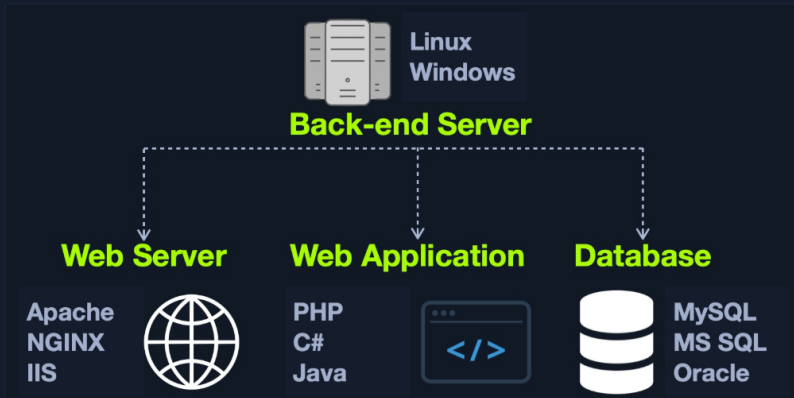 Linux
Windows
Back-end Server
Web Server
Web Application
Database
Apache
NGINX
IIS
PHP
C#
Java
</>
MySQL
MS SQL
Oracle